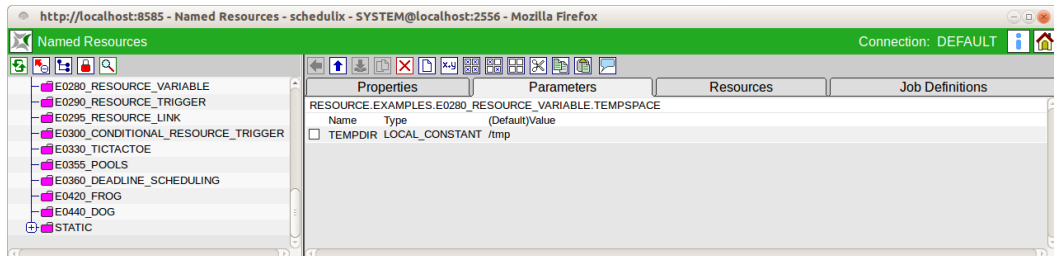 http://localhost:8585 - Named Resources - schedulix - SYSTEM@localhost:2556 - Mozilla Firefox
Named Resources
Connection: DEFAULT
E0280_RESOURCE_VARIABLE
E0290_RESOURCE_TRIGGER
E0295_RESOURCE_LINK
E0300_CONDITIONAL_RESOURCE_TRIGGER
E0330_TICTACTOE
E0355_POOLS
E0360_DEADLINE_SCHEDULING
E0420_FROG
E0440_DOG
STATIC
x,y
Properties Parameters Resources Job Definitions
RESOURCE.EXAMPLES.E0280_RESOURCE_VARIABLE.TEMPSPACE
Name Type (Default)Value
TEMPDIR LOCAL_CONSTANT /tmp